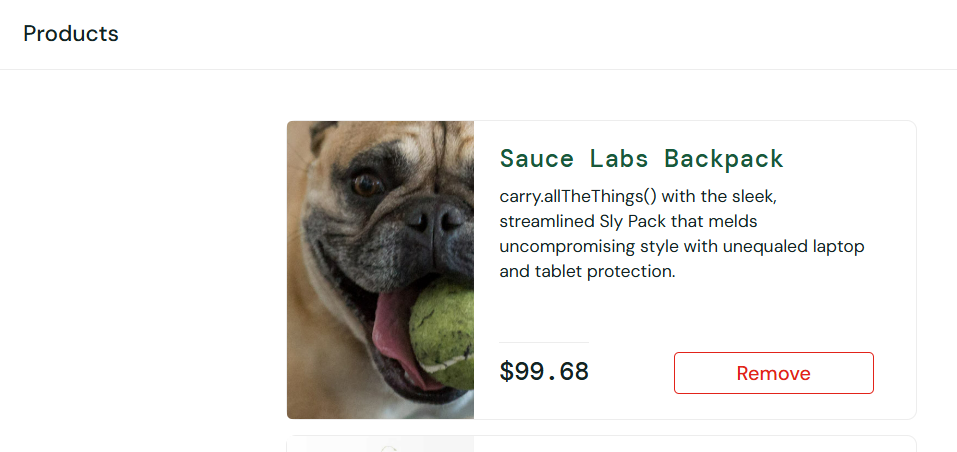 Products
Sauce Labs Backpack
carry.allTheThings() with the sleek,
streamlined Sly Pack that melds
uncompromising style with unequaled laptop
and tablet protection.
$99.68
Remove